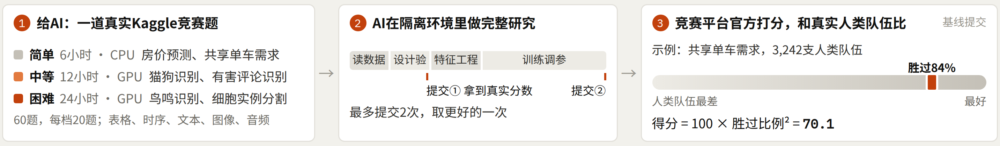 1 给AI：一道真实Kaggle竞赛题
简单 6小时 · CPU 房价预测、共享单车需求
中等 12小时 · GPU 猫狗识别、有害评论识别
困难 24小时 · GPU 鸟鸣识别、细胞实例分割
60题，每档20题；表格、时序、文本、图像、音频
→
2 AI在隔离环境里做完整研究
读数据 设计验 特征工程 训练调参
提交① 拿到真实分数 提交②
最多提交2次，取更好的一次
→
3 竞赛平台官方打分，和真实人类队伍比 基线提交
示例：共享单车需求，3,242支人类队伍
胜过84%
人类队伍最差 最好
得分 = 100 × 胜过比例² = 70.1